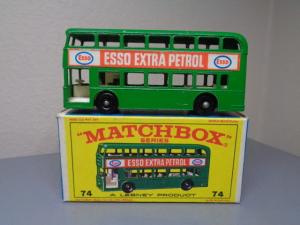 ESSO EXTRA PETROL
Esso
Esso
"MATCHBOX"
SERIES
ESSO EXTRA PETROL
74
74
A LESNEY PRODUCT